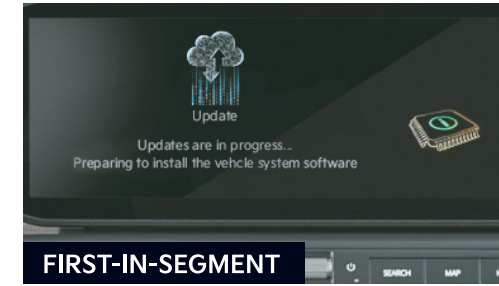 Update
Updates are in progress...
Preparing to install the vehcle system software
FIRST-IN-SEGMENT
SEARCH
MAP